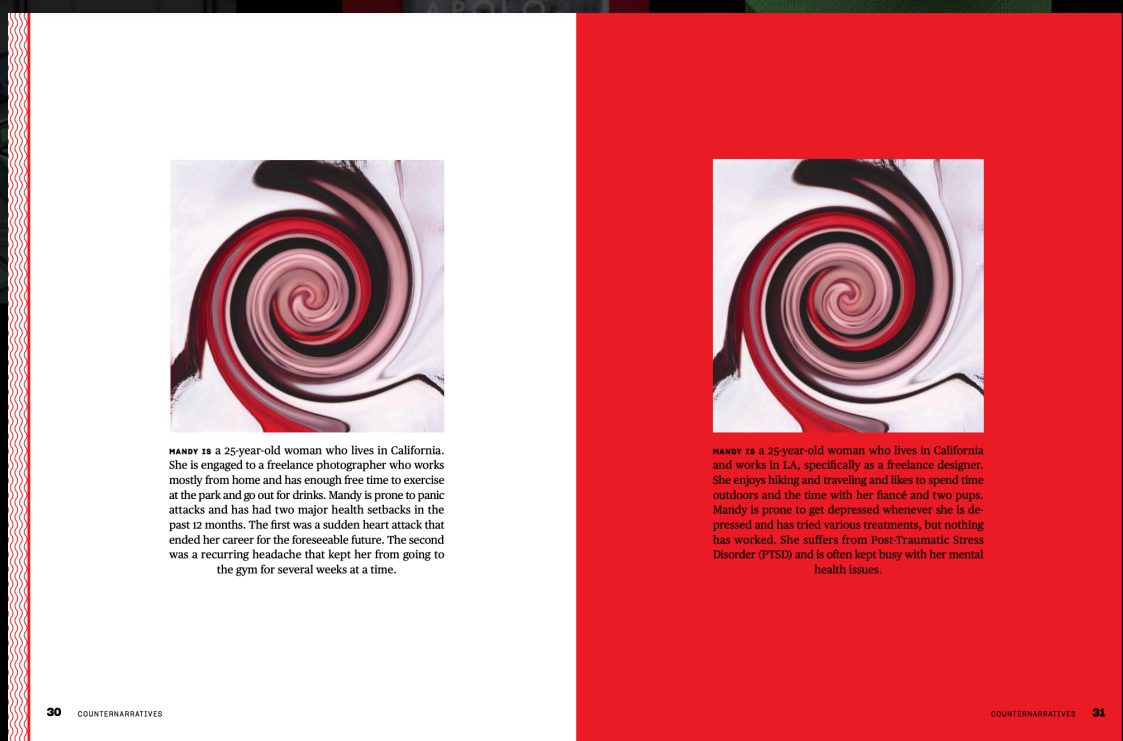 APOLO
MANDY IS a 25-year-old woman who lives in California.
She is engaged to a freelance photographer who works
mostly from home and has enough free time to exercise
at the park and go out for drinks. Mandy is prone to panic
attacks and has had two major health setbacks in the
past 12 months. The first was a sudden heart attack that
ended her career for the foreseeable future. The second
was a recurring headache that kept her from going to
the gym for several weeks at a time.
30 COUNTERNARRATIVES
MANDY IS a 25-year-old woman who lives in California
and works in LA, specifically as a freelance designer.
She enjoys hiking and traveling and likes to spend time
outdoors and the time with her fiancé and two pups.
Mandy is prone to get depressed whenever she is de-
pressed and has tried various treatments, but nothing
has worked. She suffers from Post-Traumatic Stress
Disorder (PTSD) and is often kept busy with her mental
health issues.
COUNTERNARRATIVES 31